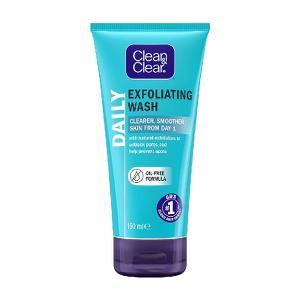 Clean &
Clear
DAILY
EXFOLIATING
WASH
CLEARER, SMOOTHER
SKIN FROM DAY 1
with natural exfoliators to
unblock pores and
help prevent spots
OIL-FREE
FORMULA
#1
150 ml e